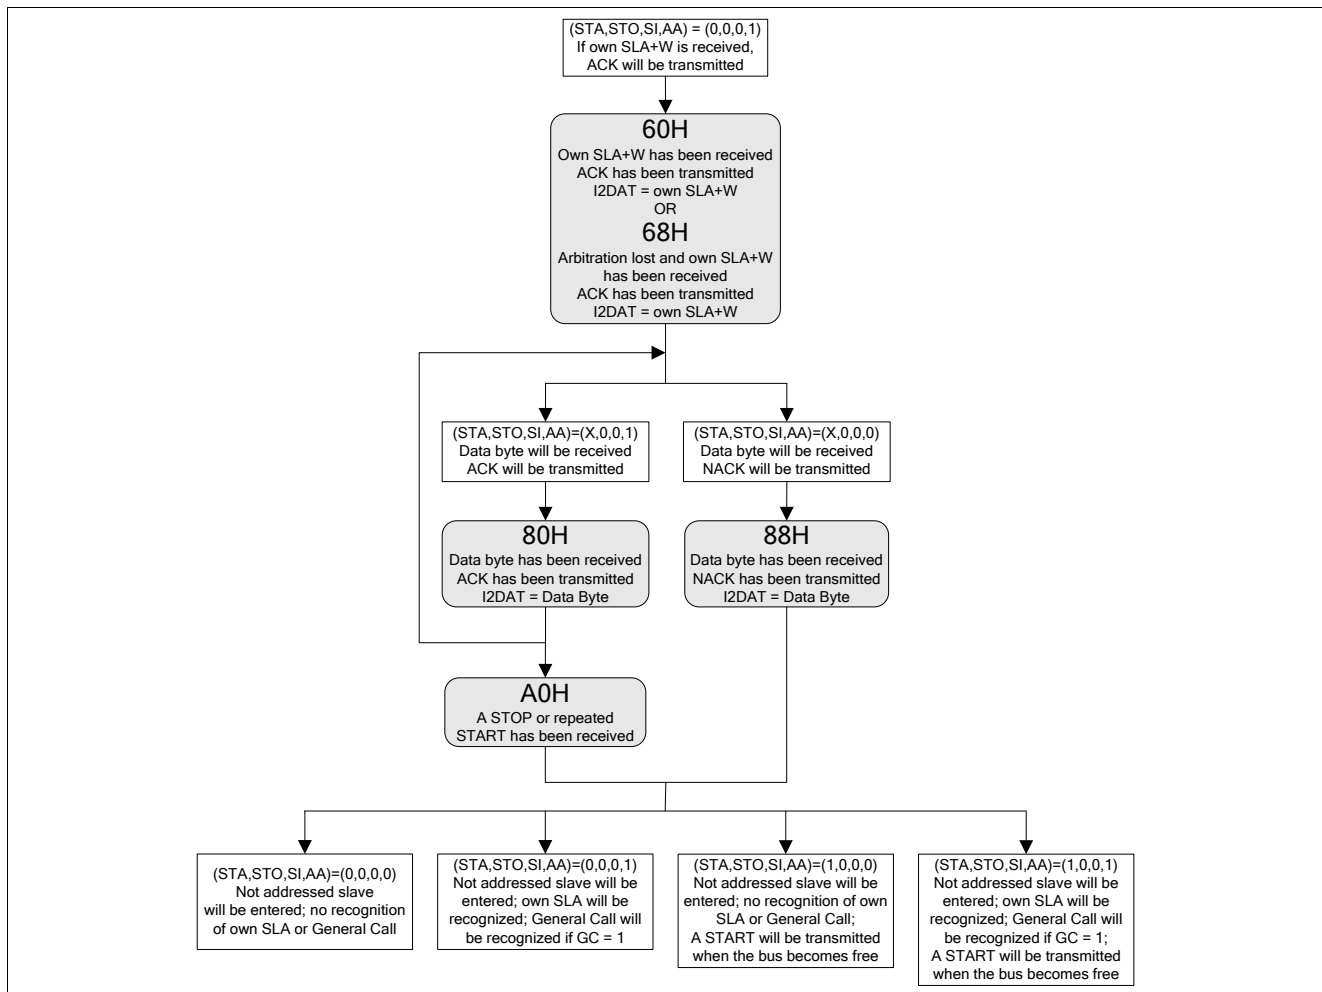 (STA,STO,SI,AA) = (0,0,0,1)
If own SLA+W is received,
ACK will be transmitted
60H
Own SLA+W has been received
ACK has been transmitted
I2DAT = own SLA+W
OR
68H
Arbitration lost and own SLA+W
has been received
ACK has been transmitted
I2DAT = own SLA+W
(STA,STO,SI,AA)=(X,0,0,1)
Data byte will be received
ACK will be transmitted
(STA,STO,SI,AA)=(X,0,0,0)
Data byte will be received
NACK will be transmitted
80H
Data byte has been received
ACK has been transmitted
I2DAT = Data Byte
88H
Data byte has been received
NACK has been transmitted
I2DAT = Data Byte
A0H
A STOP or repeated
START has been received
(STA,STO,SI,AA)=(0,0,0,0)
Not addressed slave
will be entered; no recognition
of own SLA or General Call
(STA,STO,SI,AA)=(0,0,0,1)
Not addressed slave will be
entered; own SLA will be
recognized; General Call will
be recognized if GC = 1
(STA,STO,SI,AA)=(1,0,0,0)
Not addressed slave will be
entered; no recognition of own
SLA or General Call;
A START will be transmitted
when the bus becomes free
(STA,STO,SI,AA)=(1,0,0,1)
Not addressed slave will be
entered; own SLA will be
recognized; General Call will
be recognized if GC = 1;
A START will be transmitted
when the bus becomes free